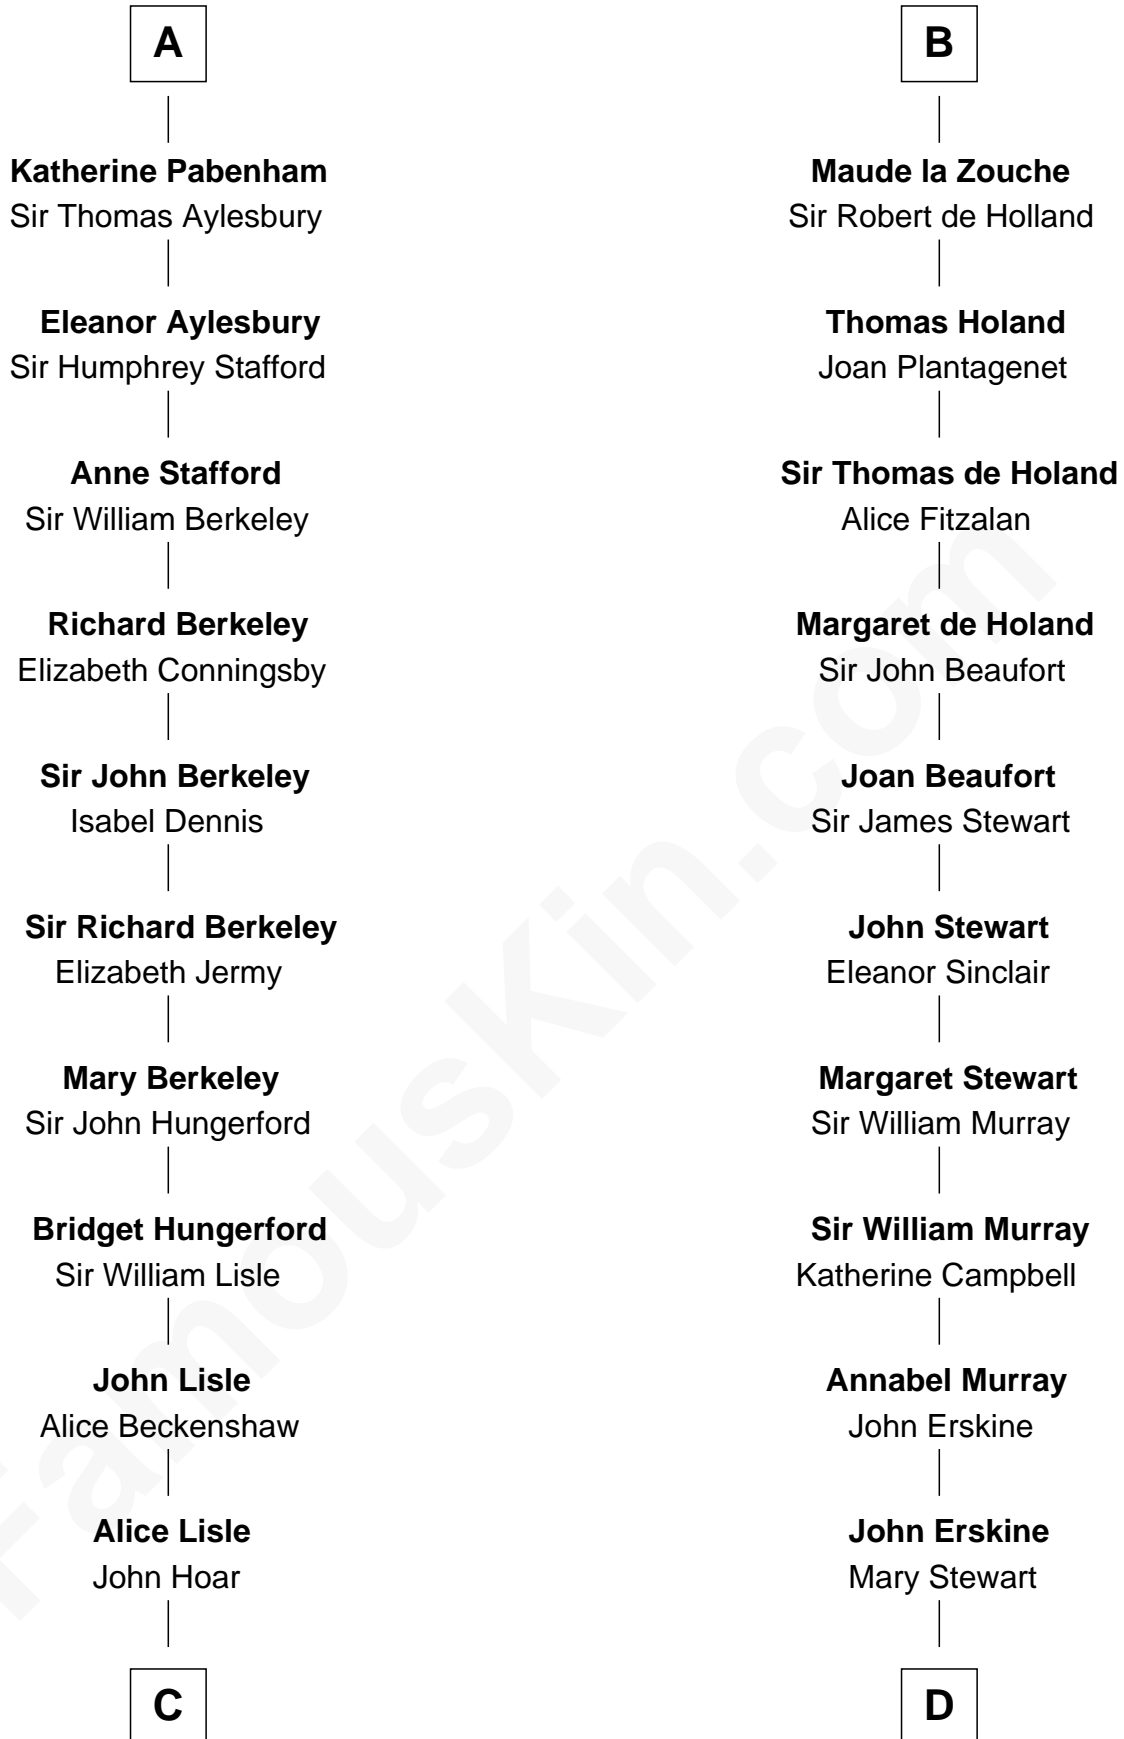 A
Katherine Pabenham
Sir Thomas Aylesbury
Eleanor Aylesbury
Sir Humphrey Stafford
Anne Stafford
Sir William Berkeley
Richard Berkeley
Elizabeth Conningsby
Sir John Berkeley
Isabel Dennis
Sir Richard Berkeley
Elizabeth Jermy
Mary Berkeley
Sir John Hungerford
Bridget Hungerford
Sir William Lisle
John Lisle
Alice Beckenshaw
Alice Lisle
John Hoar
C
B
Maude la Zouche
Sir Robert de Holland
Thomas Holand
Joan Plantagenet
Sir Thomas de Holand
Alice Fitzalan
Margaret de Holand
Sir John Beaufort
Joan Beaufort
Sir James Stewart
John Stewart
Eleanor Sinclair
Margaret Stewart
Sir William Murray
Sir William Murray
Katherine Campbell
Annabel Murray
John Erskine
John Erskine
Mary Stewart
D
FamousKin.com